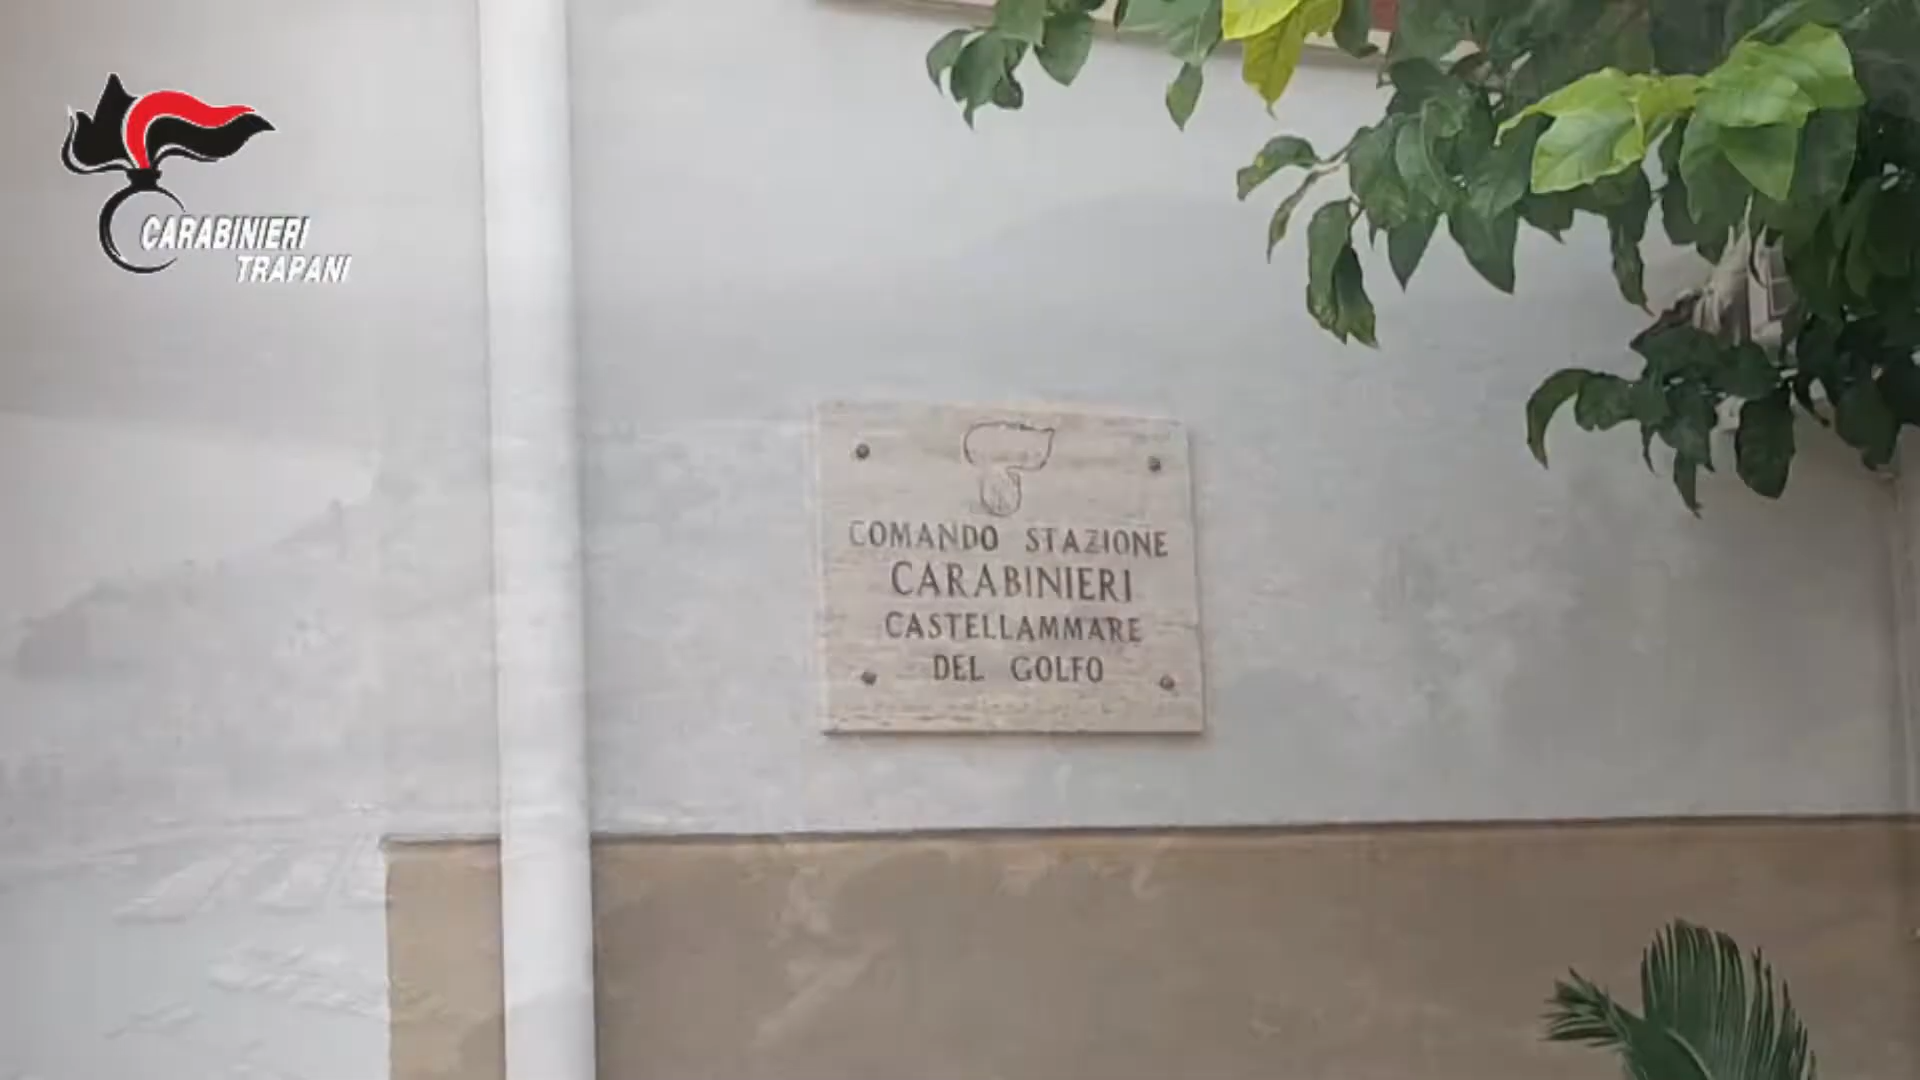 CARABINIERI
TRAPANI
COMANDO STAZIONE
CARABINIERI
CASTELLAMMARE
DEL GOLFO